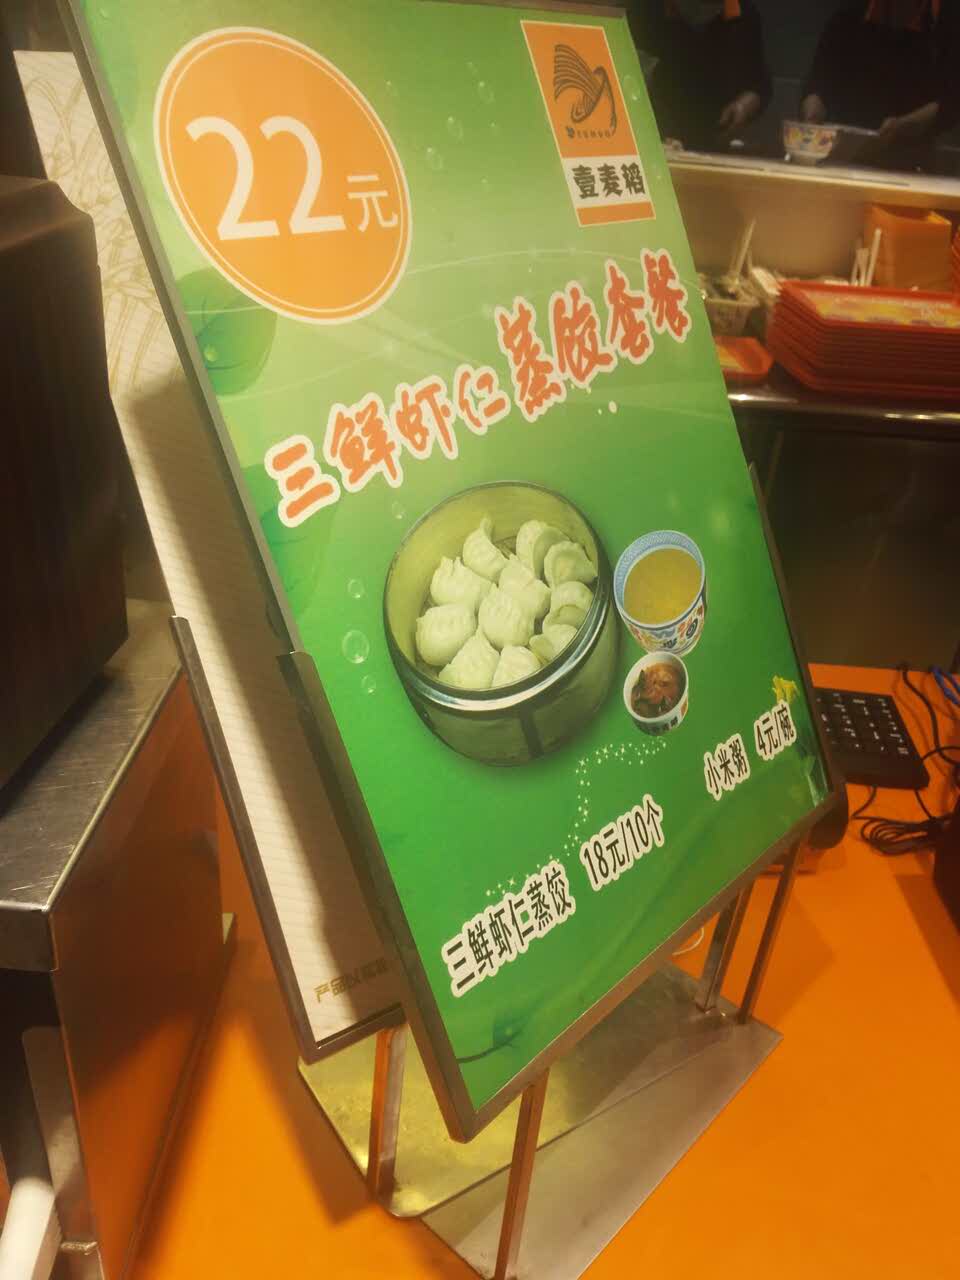 22元
壹麦稻
三鲜虾仁蒸饺套餐
小米粥 4元/碗
三鲜虾仁蒸饺 18元/10个